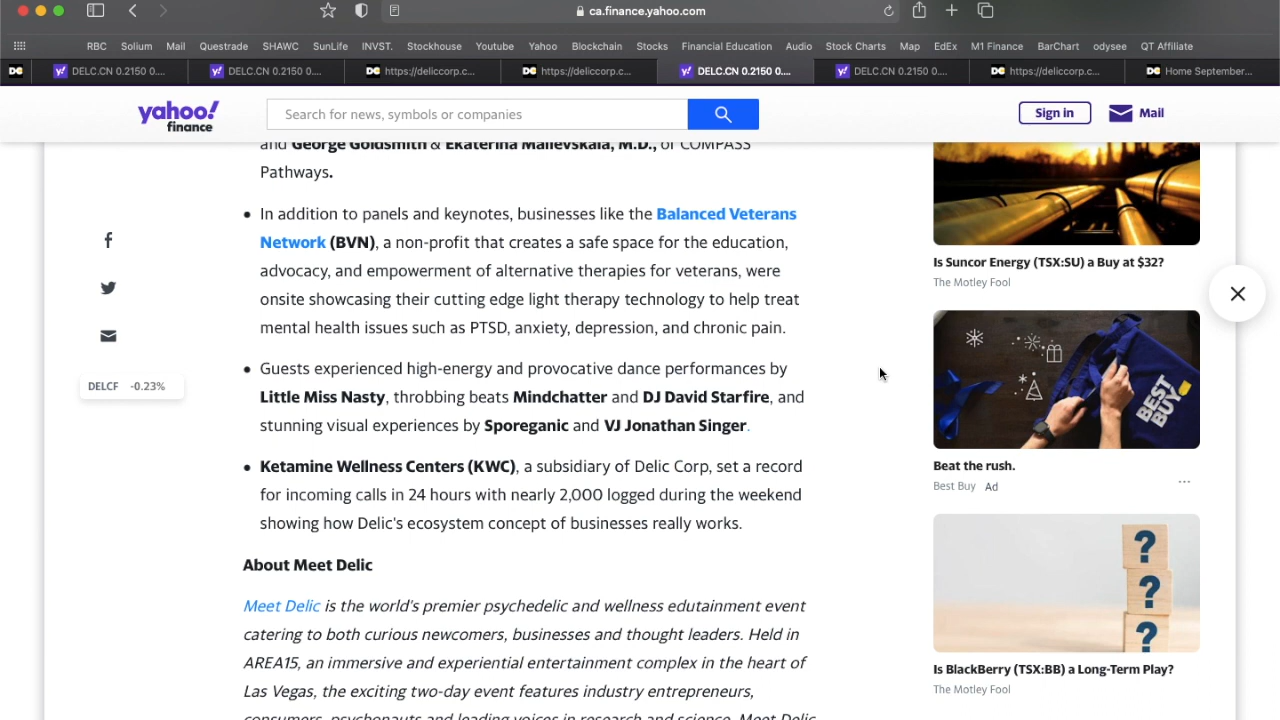 ca.finance.yahoo.com
RBC Solium Mail Questrade SHAWC SunLife INVST. Stockhouse Youtube Yahoo Blockchain Stocks Financial Education Audio Stock Charts Map EdEx M1 Finance BarChart odysee QT Affiliate
DELC.CN 0.2150 0.... DELC.CN 0.2150 0.... https://deliccorp.c... https://deliccorp.c... DELC.CN 0.2150 0.... DELC.CN 0.2150 0.... https://deliccorp.c... Home September...
yahoo!
finance
Search for news, symbols or companies
Sign in
Mail
and George Goldsmith & Ekaterina Malievskaia, M.D., of COMPASS
Pathways.
• In addition to panels and keynotes, businesses like the Balanced Veterans
Network (BVN), a non-profit that creates a safe space for the education,
advocacy, and empowerment of alternative therapies for veterans, were
onsite showcasing their cutting edge light therapy technology to help treat
mental health issues such as PTSD, anxiety, depression, and chronic pain.
• Guests experienced high-energy and provocative dance performances by
Little Miss Nasty, throbbing beats Mindchatter and DJ David Starfire, and
stunning visual experiences by Sporeganic and VJ Jonathan Singer.
• Ketamine Wellness Centers (KWC), a subsidiary of Delic Corp, set a record
for incoming calls in 24 hours with nearly 2,000 logged during the weekend
showing how Delic's ecosystem concept of businesses really works.
About Meet Delic
Meet Delic is the world's premier psychedelic and wellness edutainment event
catering to both curious newcomers, businesses and thought leaders. Held in
AREA15, an immersive and experiential entertainment complex in the heart of
Las Vegas, the exciting two-day event features industry entrepreneurs,
consumers, psychonauts and leading voices in research and science. Meet Delic
DELCF -0.23%
Is Suncor Energy (TSX:SU) a Buy at $32?
The Motley Fool
BEST
BUY
Beat the rush.
Best Buy Ad
...
?
?
?
Is BlackBerry (TSX:BB) a Long-Term Play?
The Motley Fool